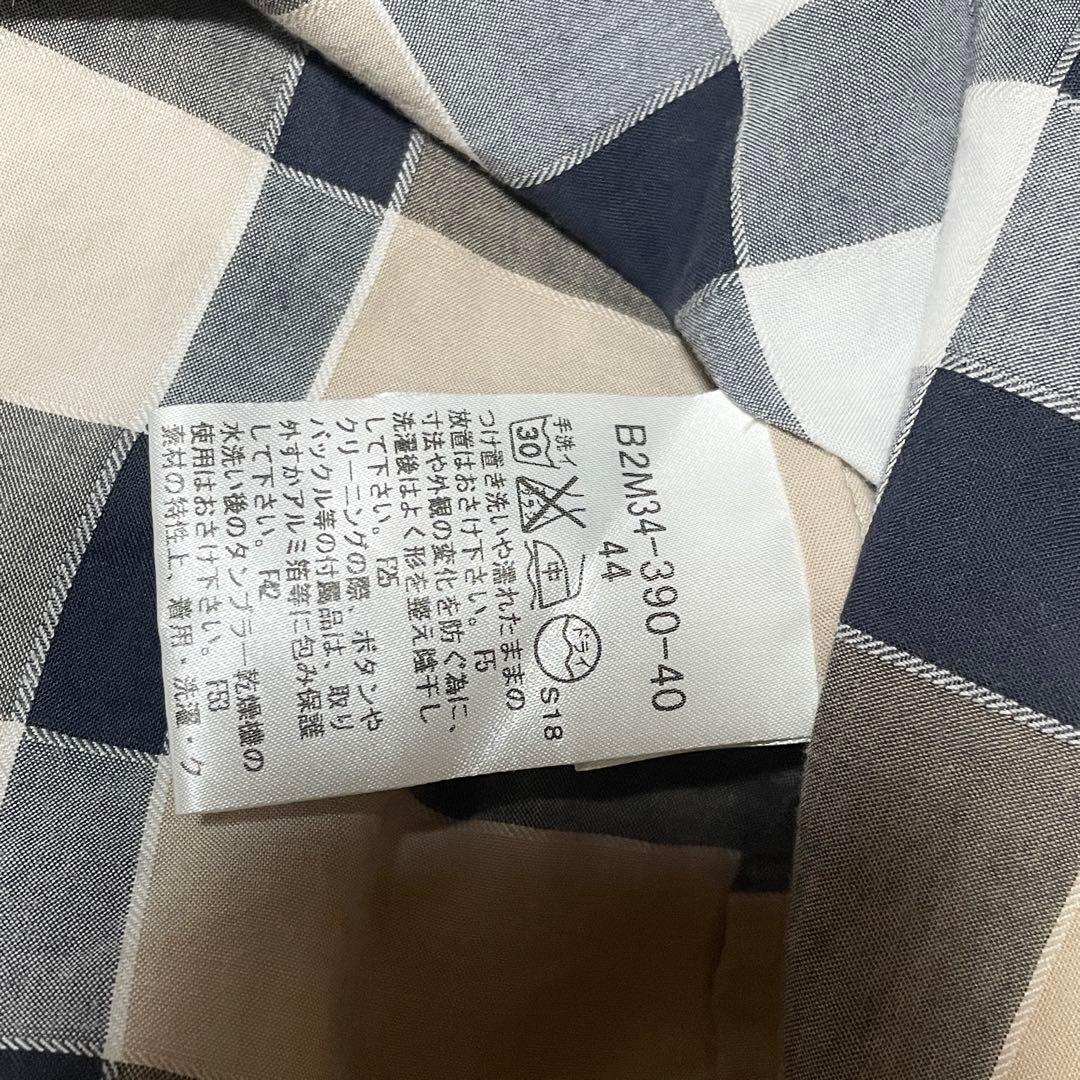 B2M34-390-40
44
手洗イ
30
エンソサラシ
中
ドライ
S18
つけ置き洗いや濡れたままの
放置はおさけ下さい。 F5
寸法や外観の変化を防ぐ為に、
洗濯後はよく形を整え陰干し
して下さい。 F25
クリーニングの際、ボタンや
バックル等の付属品は、取り
外すかアルミ箔等に包み保護
して下さい。 F42
水洗い後のタンブラー乾燥機の
使用はおさけ下さい。 F53
素材の特性上、着用・洗濯・ク